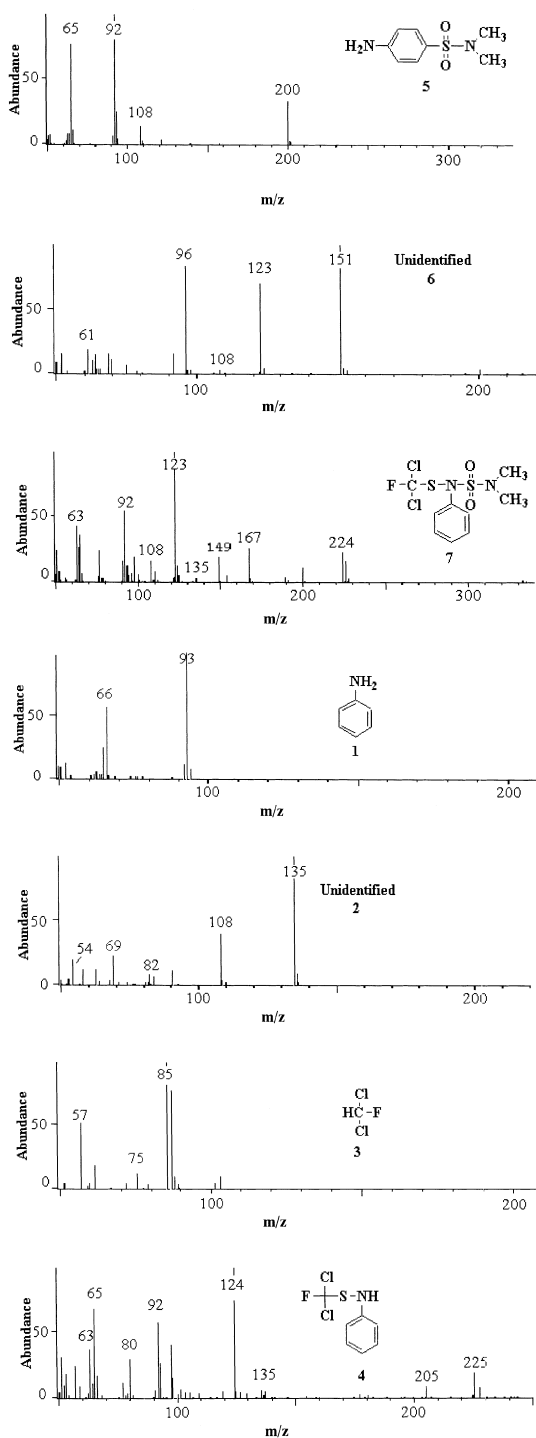 Abundance
50
0
65
92
108
200
100
200
300
m/z
H₂N
O
S
O
N
CH₃
CH₃
5
Abundance
50
0
61
96
108
123
151
100
200
m/z
Unidentified
6
Abundance
50
0
63
92
108
123
135
149
167
224
100
200
300
m/z
Cl
F C S N S N
Cl
O
O
CH₃
CH₃
7
Abundance
50
0
66
93
100
200
m/z
NH₂
1
Abundance
50
0
54
69
82
108
135
100
200
m/z
Unidentified
2
Abundance
50
0
57
75
85
100
200
m/z
Cl
HC F
Cl
3
Abundance
50
0
63
65
80
92
124
135
205
225
100
200
m/z
Cl
F S NH
Cl
4